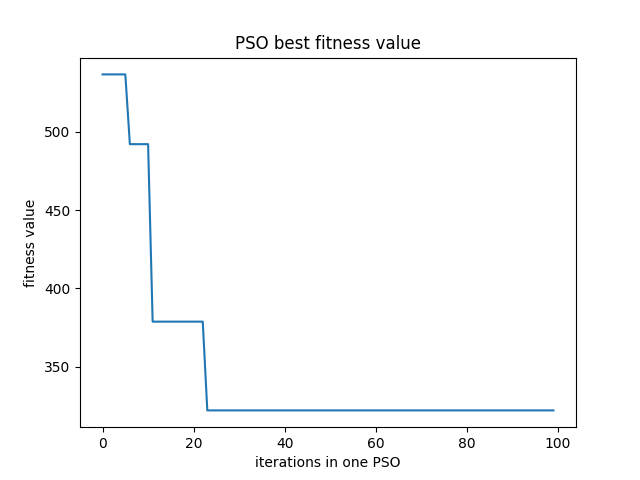 PSO best fitness value
fitness value
500
450
400
350
0 20 40 60 80 100
iterations in one PSO